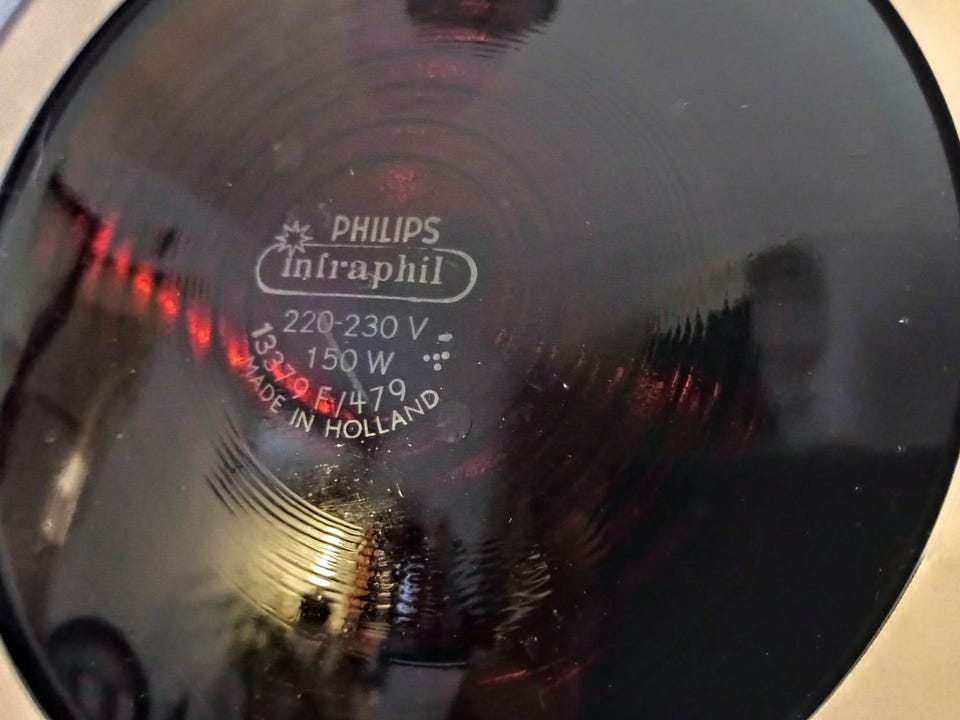 PHILIPS
infraphil
220-230 V
150 W
13379 F/479
MADE IN HOLLAND